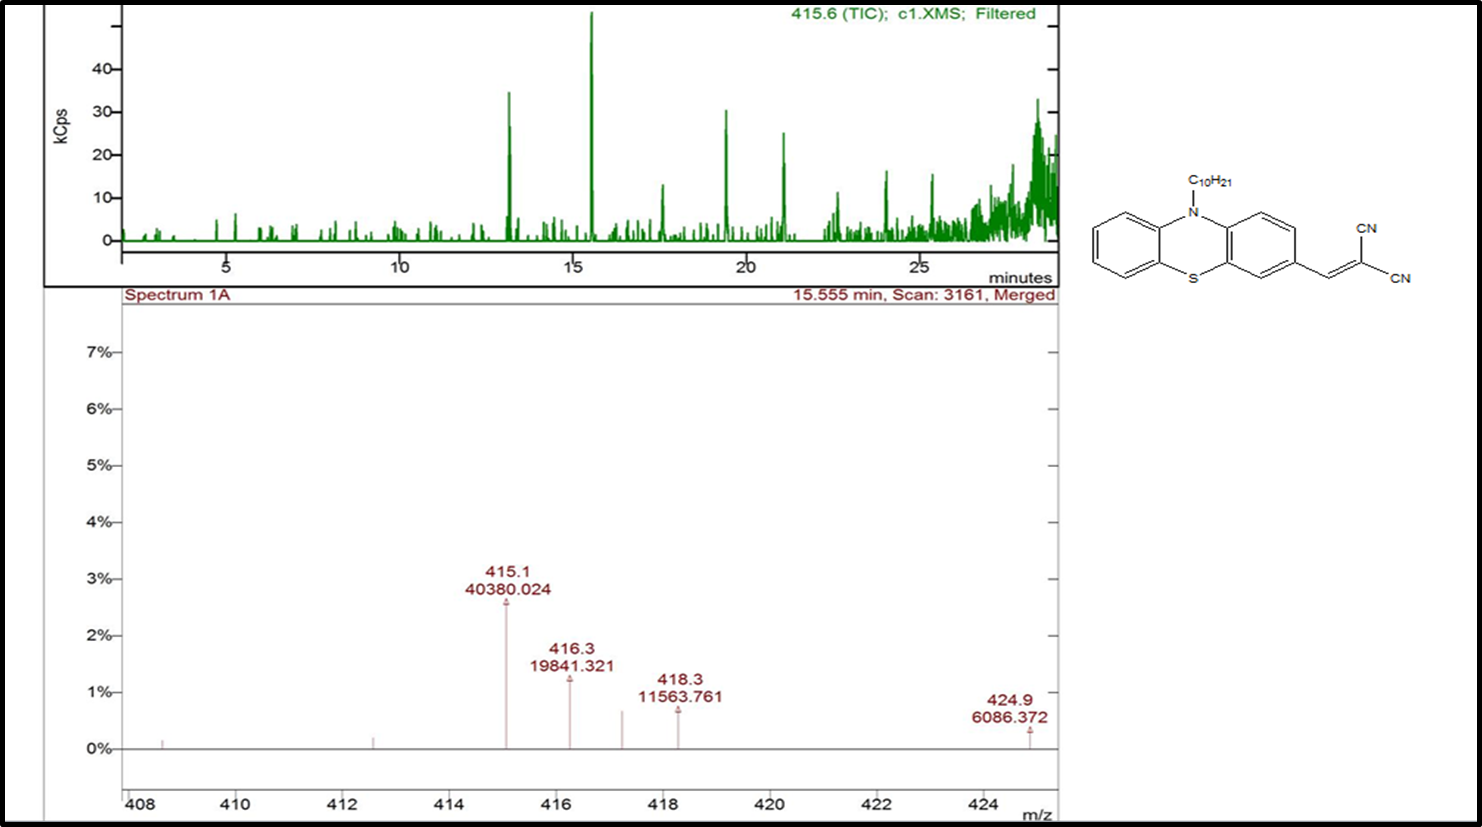 415.6 (TIC); c1.XMS; Filtered
kCps
40
30
20
10
0
5 10 15 20 25
minutes
Spectrum 1A 15.555 min, Scan: 3161, Merged
7%
6%
5%
4%
3%
2%
1%
0%
415.1
40380.024
416.3
19841.321
418.3
11563.761
424.9
6086.372
408 410 412 414 416 418 420 422 424
m/z
C10H21
N
S
CN
CN